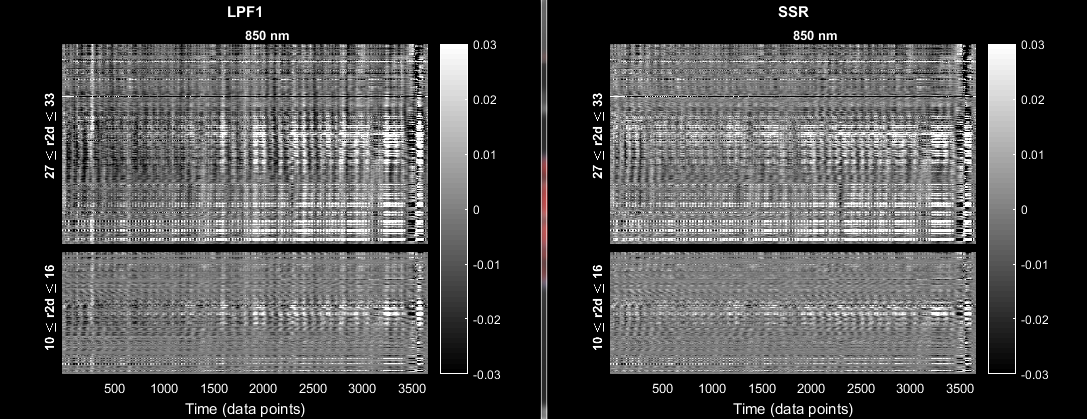 LPF1
850 nm
27 ≤ r2d ≤ 33
10 ≤ r2d ≤ 16
0.03
0.02
0.01
0
-0.01
-0.02
-0.03
500 1000 1500 2000 2500 3000 3500
Time (data points)
SSR
850 nm
27 ≤ r2d ≤ 33
10 ≤ r2d ≤ 16
0.03
0.02
0.01
0
-0.01
-0.02
-0.03
500 1000 1500 2000 2500 3000 3500
Time (data points)